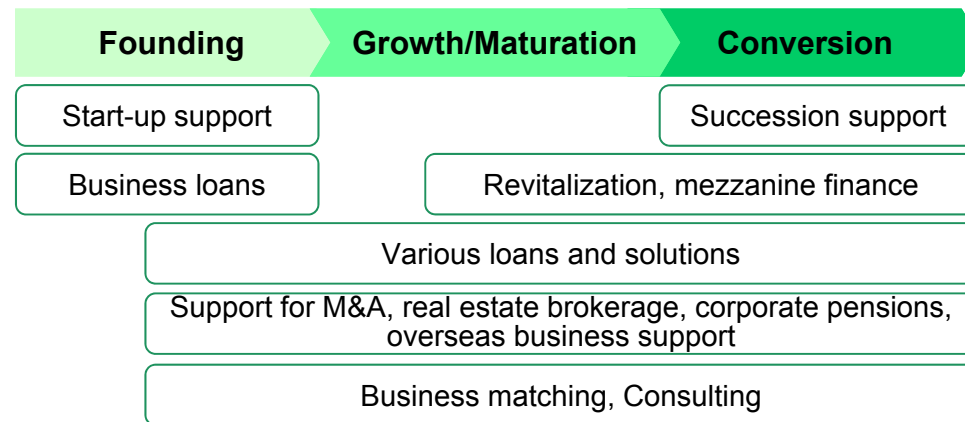 Founding
Growth/Maturation
Conversion
Start-up support
Succession support
Business loans
Revitalization, mezzanine finance
Various loans and solutions
Support for M&A, real estate brokerage, corporate pensions,
overseas business support
Business matching, Consulting